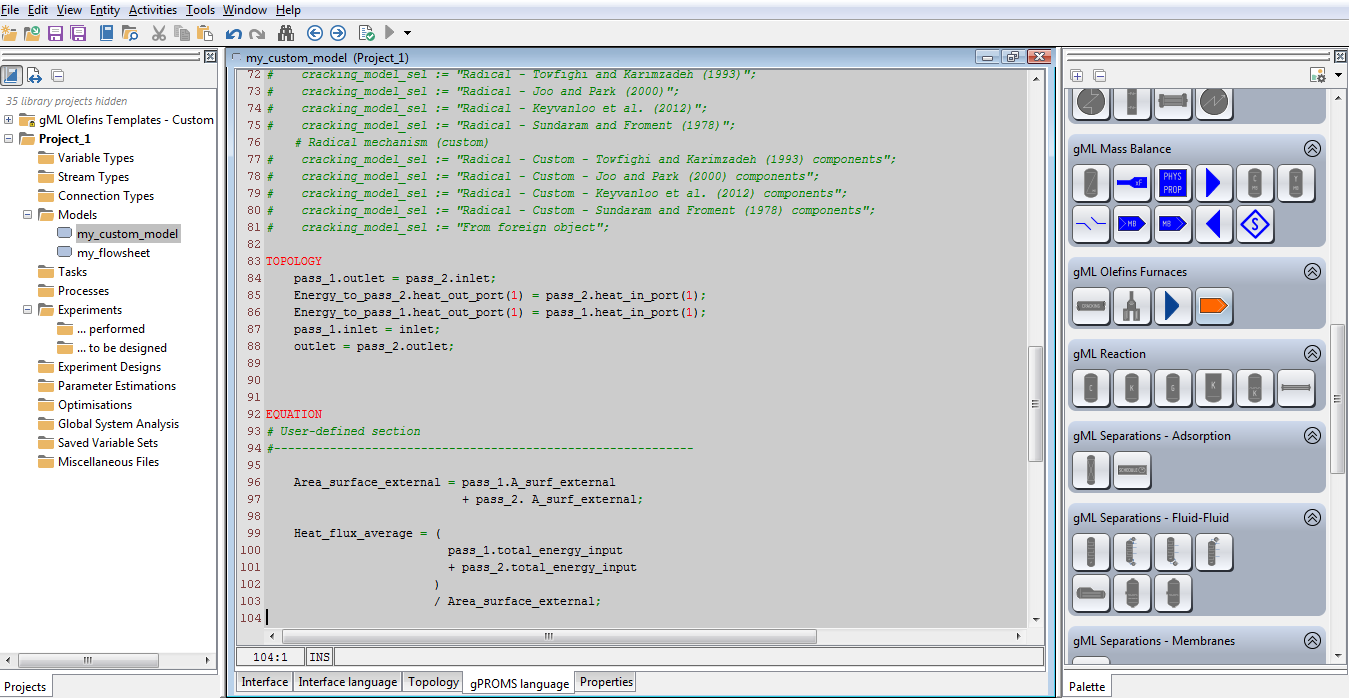 File Edit View Entity Activities Tools Window Help
35 library projects hidden
gML Olefins Templates - Custom
Project_1
Variable Types
Stream Types
Connection Types
Models
my_custom_model
my_flowsheet
Tasks
Processes
Experiments
... performed
... to be designed
Experiment Designs
Parameter Estimations
Optimisations
Global System Analysis
Saved Variable Sets
Miscellaneous Files
Projects
my_custom_model (Project_1)
72 # cracking_model_sel := "Radical - Towfighi and Karimzadeh (1993)";
73 # cracking_model_sel := "Radical - Joo and Park (2000)";
74 # cracking_model_sel := "Radical - Keyvanloo et al. (2012)";
75 # cracking_model_sel := "Radical - Sundaram and Froment (1978)";
76 # Radical mechanism (custom)
77 # cracking_model_sel := "Radical - Custom - Towfighi and Karimzadeh (1993) components";
78 # cracking_model_sel := "Radical - Custom - Joo and Park (2000) components";
79 # cracking_model_sel := "Radical - Custom - Keyvanloo et al. (2012) components";
80 # cracking_model_sel := "Radical - Custom - Sundaram and Froment (1978) components";
81 # cracking_model_sel := "From foreign object";
82
83 TOPOLOGY
84 pass_1.outlet = pass_2.inlet;
85 Energy_to_pass_2.heat_out_port(1) = pass_2.heat_in_port(1);
86 Energy_to_pass_1.heat_out_port(1) = pass_1.heat_in_port(1);
87 pass_1.inlet = inlet;
88 outlet = pass_2.outlet;
89
90
91
92 EQUATION
93 # User-defined section
94 #------------------------------------------------------------
95
96 Area_surface_external = pass_1.A_surf_external
97 + pass_2. A_surf_external;
98
99 Heat_flux_average = (
100 pass_1.total_energy_input
101 + pass_2.total_energy_input
102 )
103 / Area_surface_external;
104
104:1 INS
Interface Interface language Topology gPROMS language Properties
gML Mass Balance
xF PHYS PROP C MB Y MB
MB MB S
gML Olefins Furnaces
CRACKING
gML Reaction
C K G K K
gML Separations - Adsorption
gML Separations - Fluid-Fluid
gML Separations - Membranes
Palette